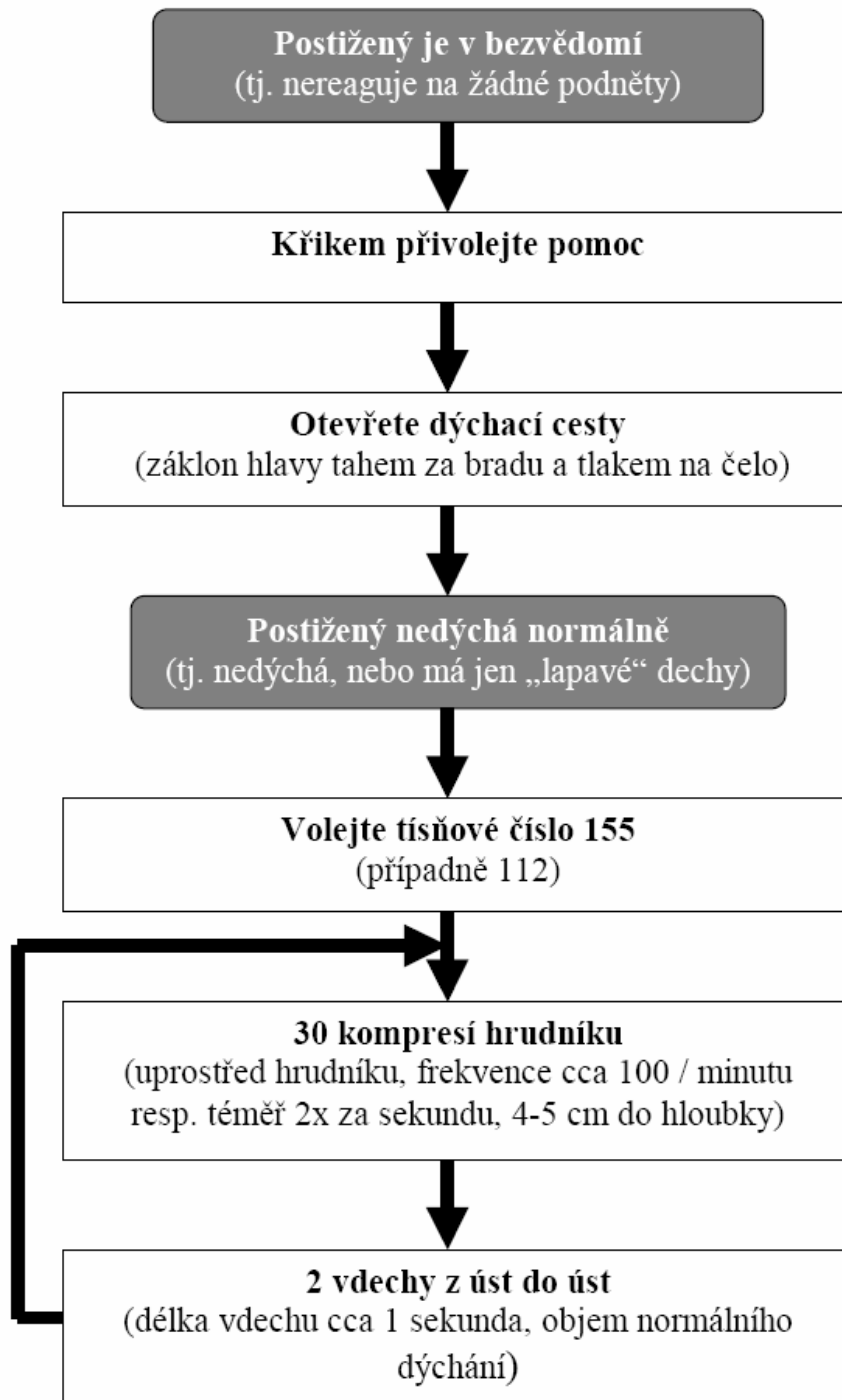 Postižený je v bezvědomí
(tj. nereaguje na žádné podněty)
Křikem přivolejte pomoc
Otevřete dýchací cesty
(záklon hlavy tahem za bradu a tlakem na čelo)
Postižený nedýchá normálně
(tj. nedýchá, nebo má jen „lapavé“ dechy)
Volejte tísňové číslo 155
(případně 112)
30 kompresí hrudníku
(uprostřed hrudníku, frekvence cca 100 / minutu
resp. téměř 2x za sekundu, 4-5 cm do hloubky)
2 vdechy z úst do úst
(délka vdechu cca 1 sekunda, objem normálního
dýchání)